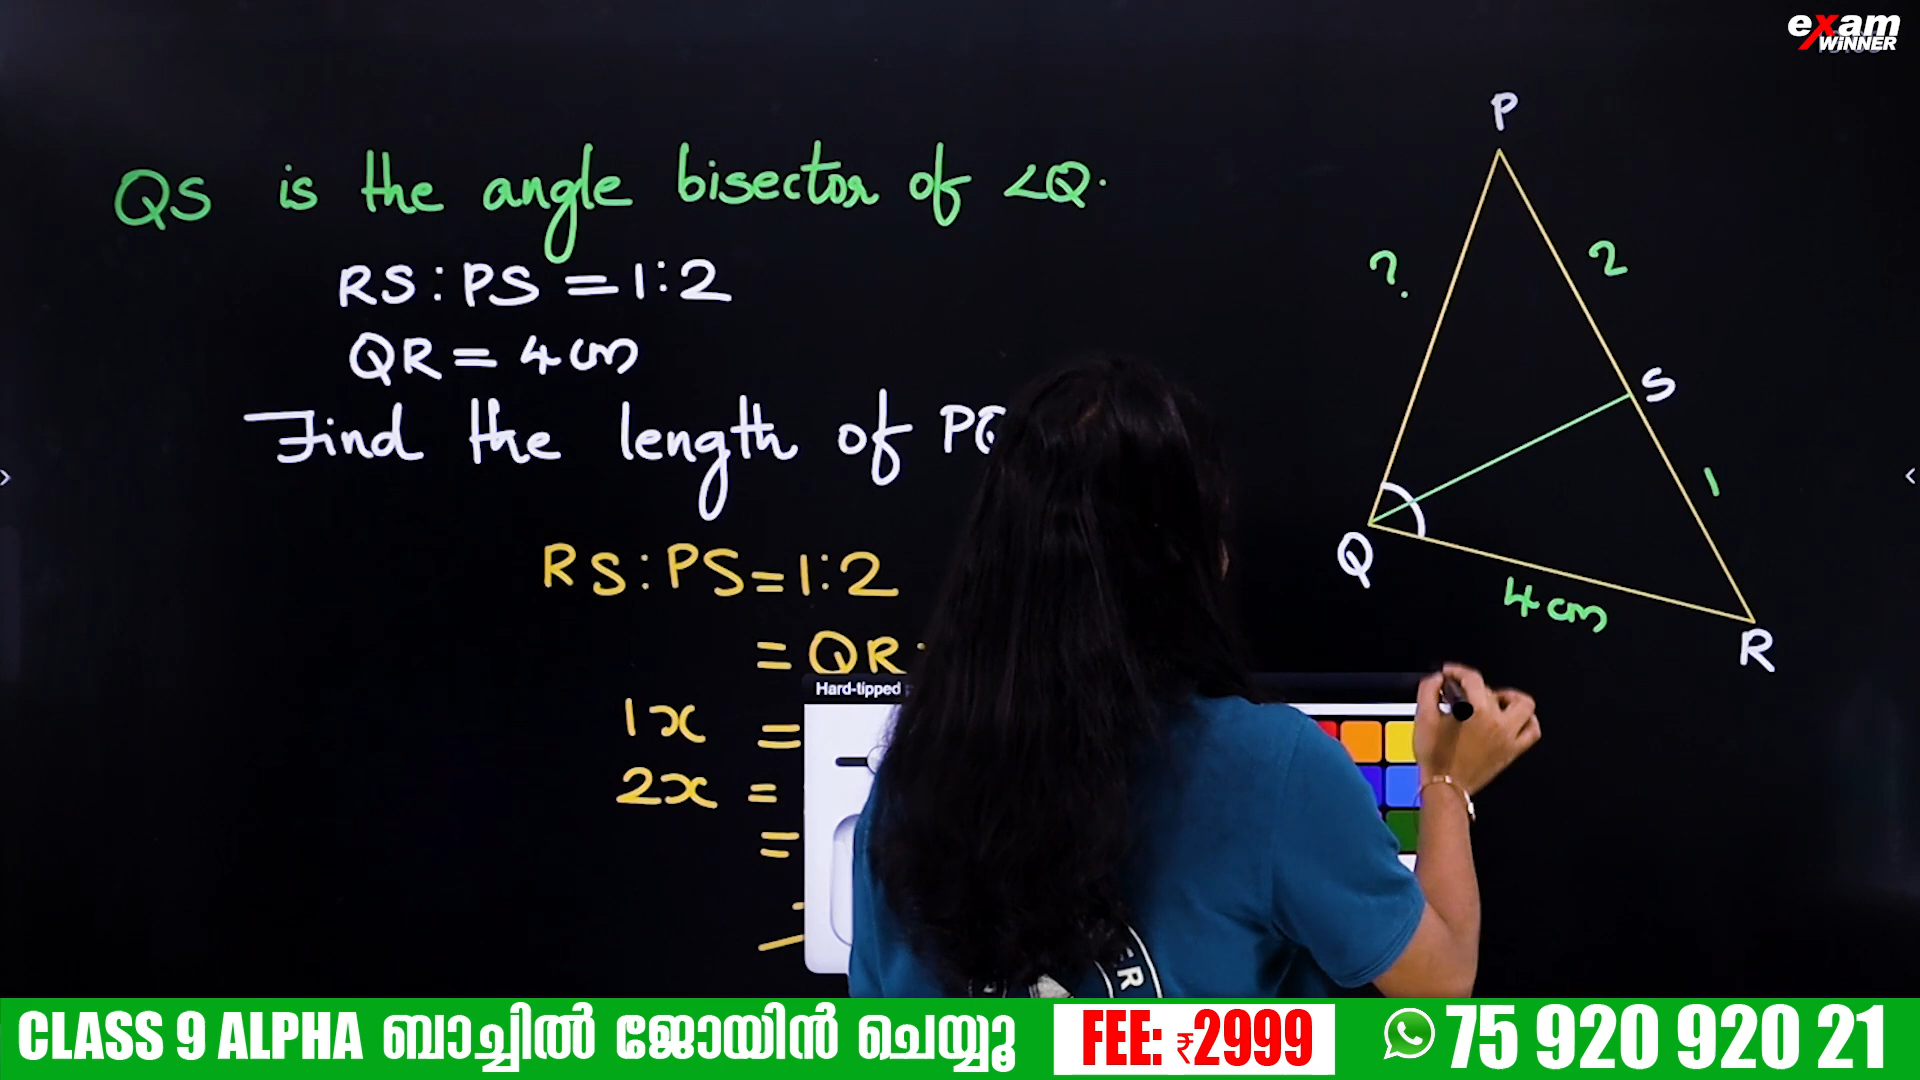 exam
WINNER
P
QS is the angle bisector of ∠Q.
RS : PS = 1:2
?
2
QR = 4 cm
S
Find the length of
1
RS : PS = 1:2
Q
4 cm
= QR
R
Hard-tipped
1x =
2x =
=
ER
CLASS 9 ALPHA ബാച്ചിൽ ജോയിൻ ചെയ്യൂ
FEE: ₹2999
75 920 920 21